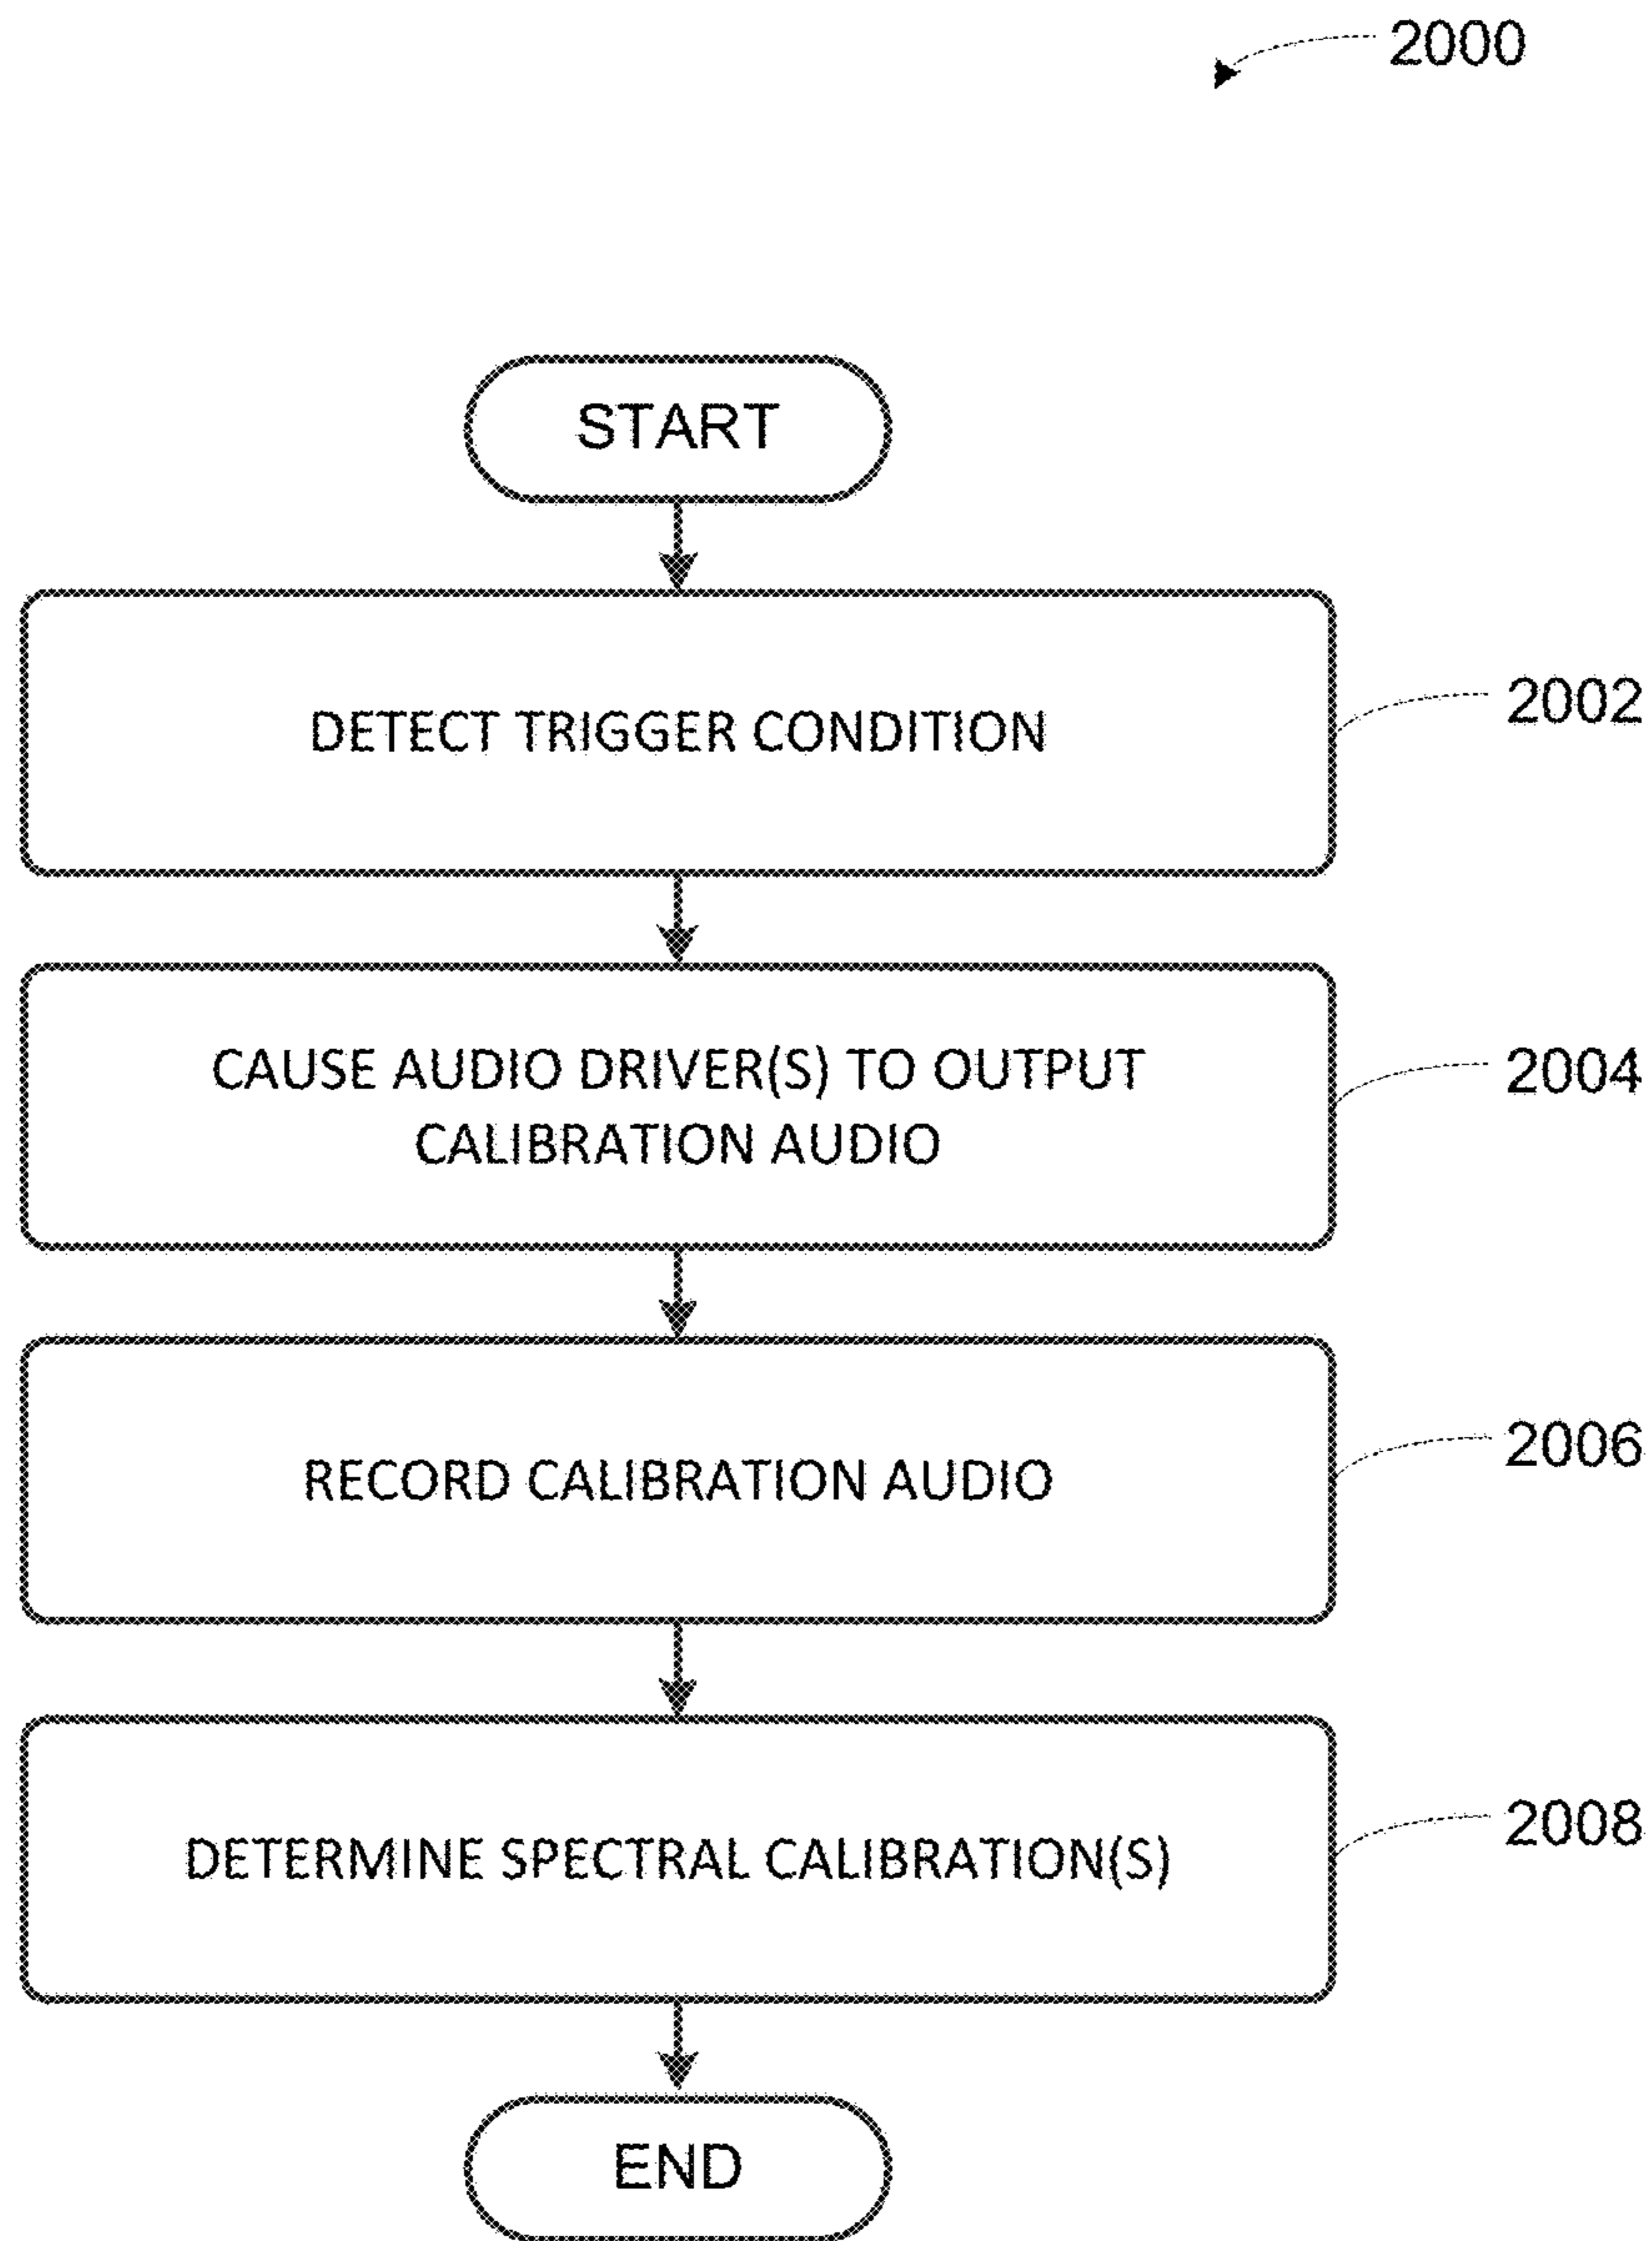 2000
START
DETECT TRIGGER CONDITION
2002
CAUSE AUDIO DRIVER(S) TO OUTPUT
CALIBRATION AUDIO
2004
RECORD CALIBRATION AUDIO
2006
DETERMINE SPECTRAL CALIBRATION(S)
2008
END